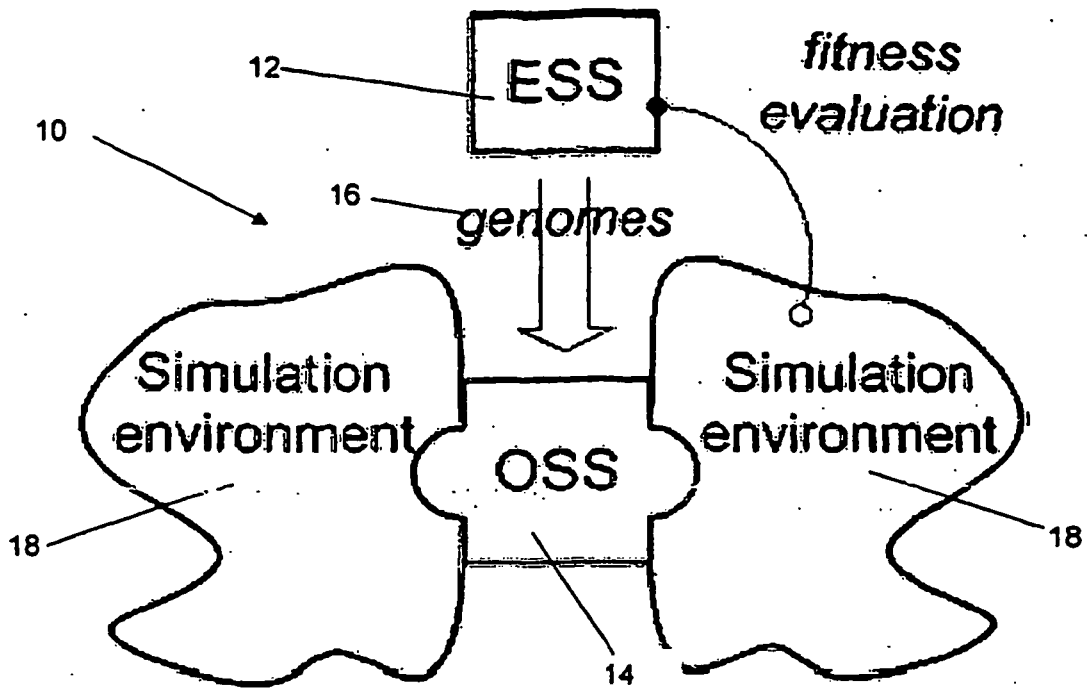 12
ESS
fitness
evaluation
10
16
genomes
Simulation
environment
Simulation
environment
OSS
18
18
14